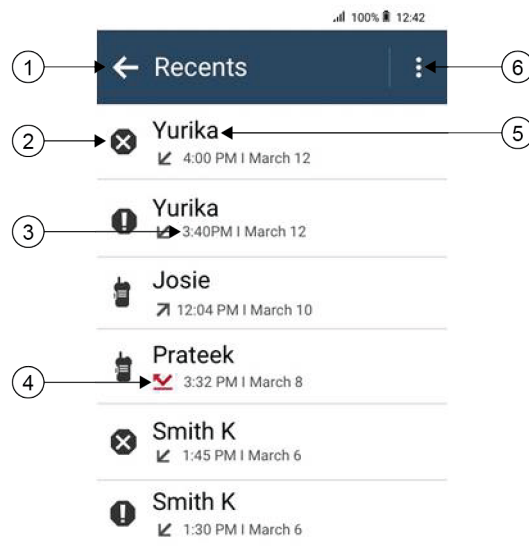 100% 12:42
1 Recents 6
Yurika 5
2
4:00 PM I March 12
Yurika
3 3:40PM I March 12
Josie
12:04 PM I March 10
Prateek
4 3:32 PM I March 8
Smith K
1:45 PM I March 6
Smith K
1:30 PM I March 6